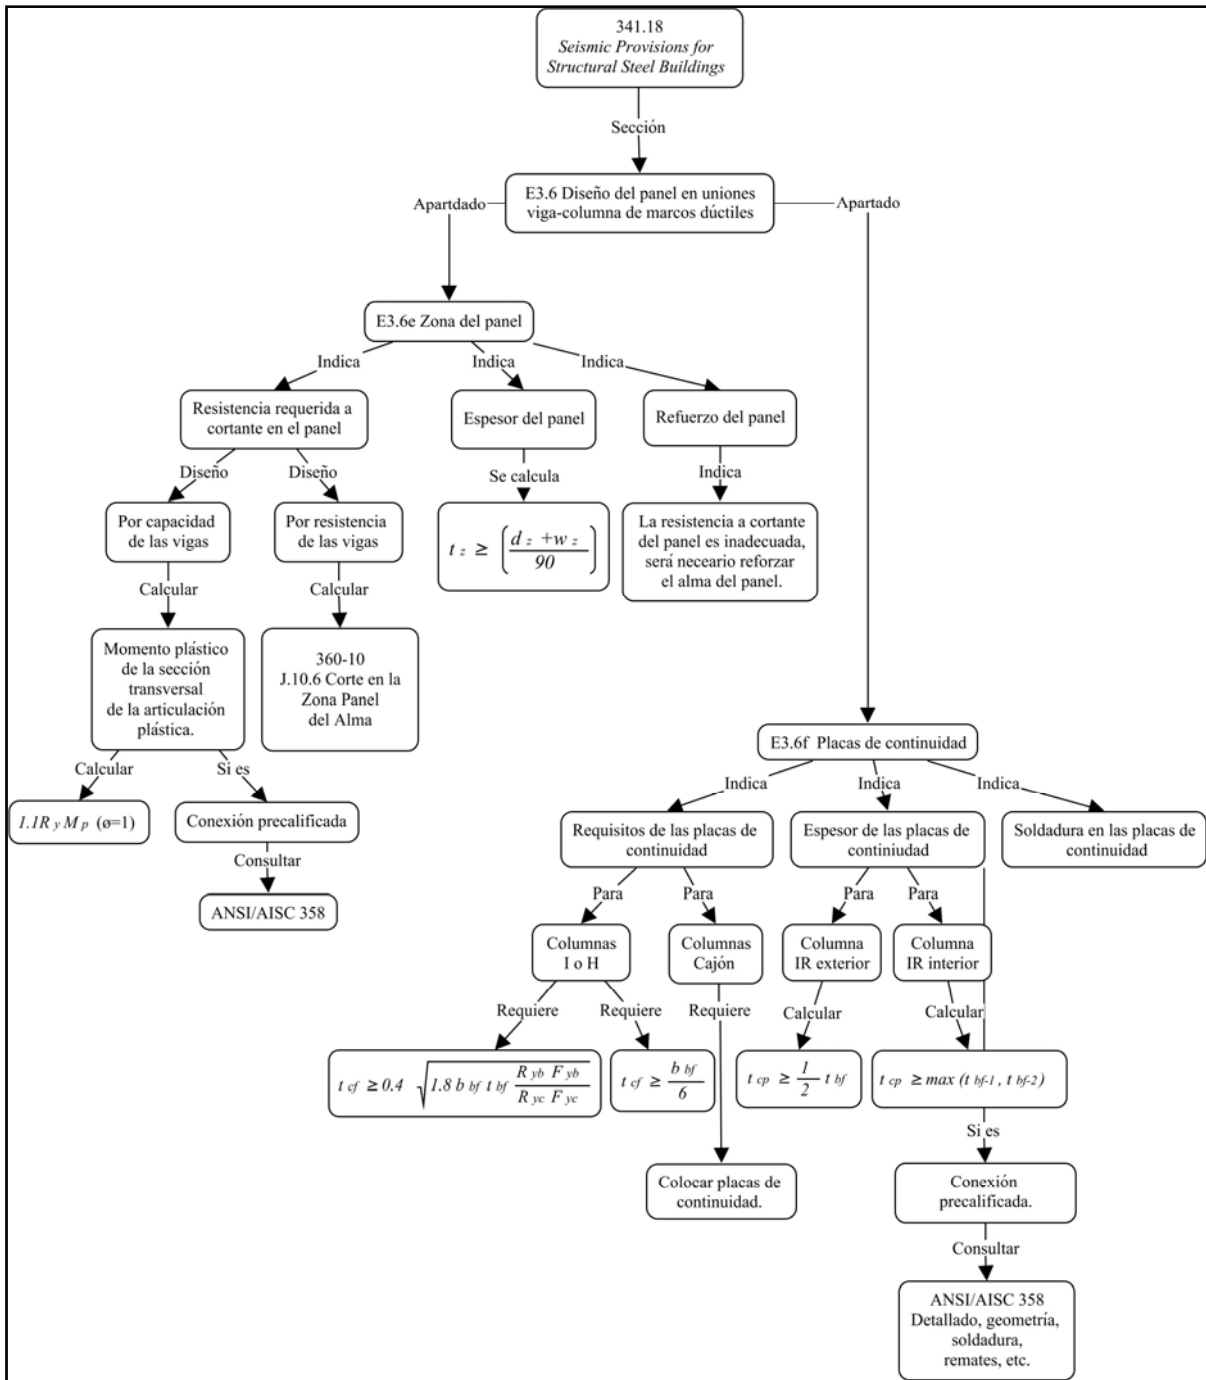 341.18
Seismic Provisions for
Structural Steel Buildings
Sección
E3.6 Diseño del panel en uniones
viga-columna de marcos dúctiles
Apartdado
Apartado
E3.6e Zona del panel
Indica
Indica
Indica
Resistencia requerida a
cortante en el panel
Espesor del panel
Refuerzo del panel
Diseño
Diseño
Se calcula
Indica
Por capacidad
de las vigas
Por resistencia
de las vigas
t z ≥ [ d z + w z / 90 ]
La resistencia a cortante
del panel es inadecuada,
será neceario reforzar
el alma del panel.
Calcular
Calcular
Momento plástico
de la sección
transversal
de la articulación
plástica.
360-10
J.10.6 Corte en la
Zona Panel
del Alma
Calcular
Si es
1.1R y M p (ø=1)
Conexión precalificada
Consultar
ANSI/AISC 358
E3.6f Placas de continuidad
Indica
Indica
Indica
Requisitos de las placas de
continuidad
Espesor de las placas de
continiudad
Soldadura en las placas de
continuidad
Para
Para
Para
Para
Columnas
I o H
Columnas
Cajón
Columna
IR exterior
Columna
IR interior
Requiere
Requiere
Requiere
Calcular
Calcular
t cf ≥ 0.4 √ 1.8 b bf t bf R yb F yb / R yc F yc
t cf ≥ b bf / 6
t cp ≥ 1/2 t bf
t cp ≥ max (t bf-1 , t bf-2 )
Si es
Colocar placas de
continuidad.
Conexión
precalificada.
Consultar
ANSI/AISC 358
Detallado, geometría,
soldadura,
remates, etc.